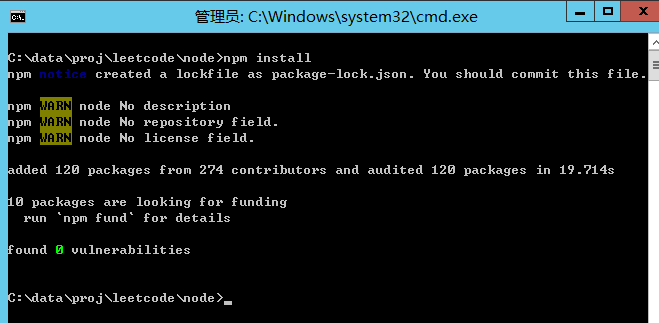 管理员: C:\Windows\system32\cmd.exe
C:\data\proj\leetcode\node>npm install
npm notice created a lockfile as package-lock.json. You should commit this file.
npm WARN node No description
npm WARN node No repository field.
npm WARN node No license field.
added 120 packages from 274 contributors and audited 120 packages in 19.714s
10 packages are looking for funding
  run `npm fund` for details
found 0 vulnerabilities
C:\data\proj\leetcode\node>